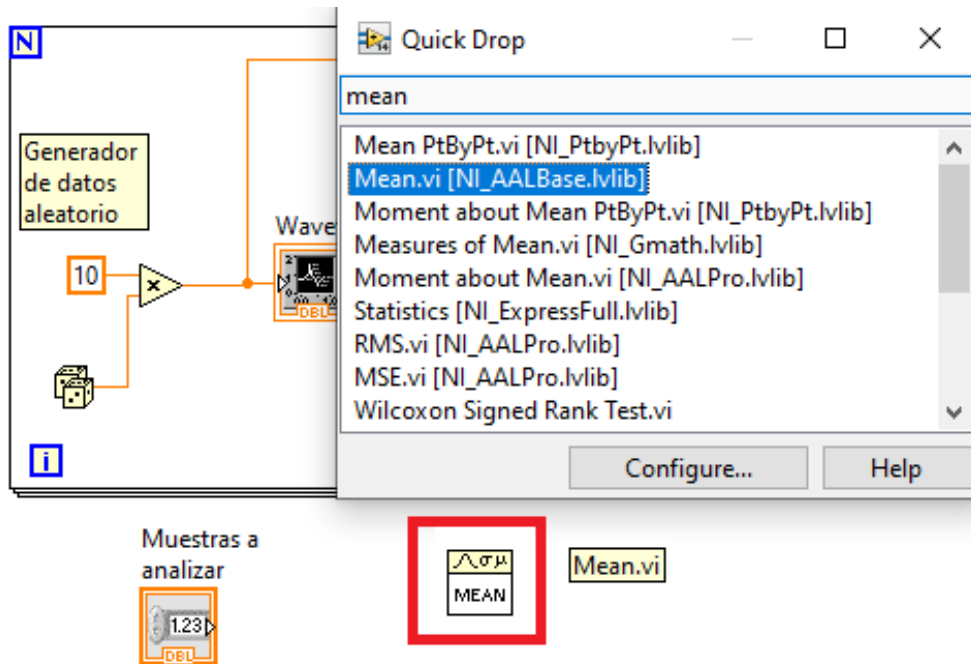 N
Quick Drop
mean
Generador
de datos
aleatorio
Mean PtByPt.vi [NI_PtbyPt.lvlib]
Mean.vi [NI_AALBase.lvlib]
Moment about Mean PtByPt.vi [NI_PtbyPt.lvlib]
Measures of Mean.vi [NI_Gmath.lvlib]
Moment about Mean.vi [NI_AALPro.lvlib]
Statistics [NI_ExpressFull.lvlib]
RMS.vi [NI_AALPro.lvlib]
MSE.vi [NI_AALPro.lvlib]
Wilcoxon Signed Rank Test.vi
Wave
10
x
DBL
i
Configure...
Help
Muestras a
analizar
1.23
DBL
σμ
MEAN
Mean.vi